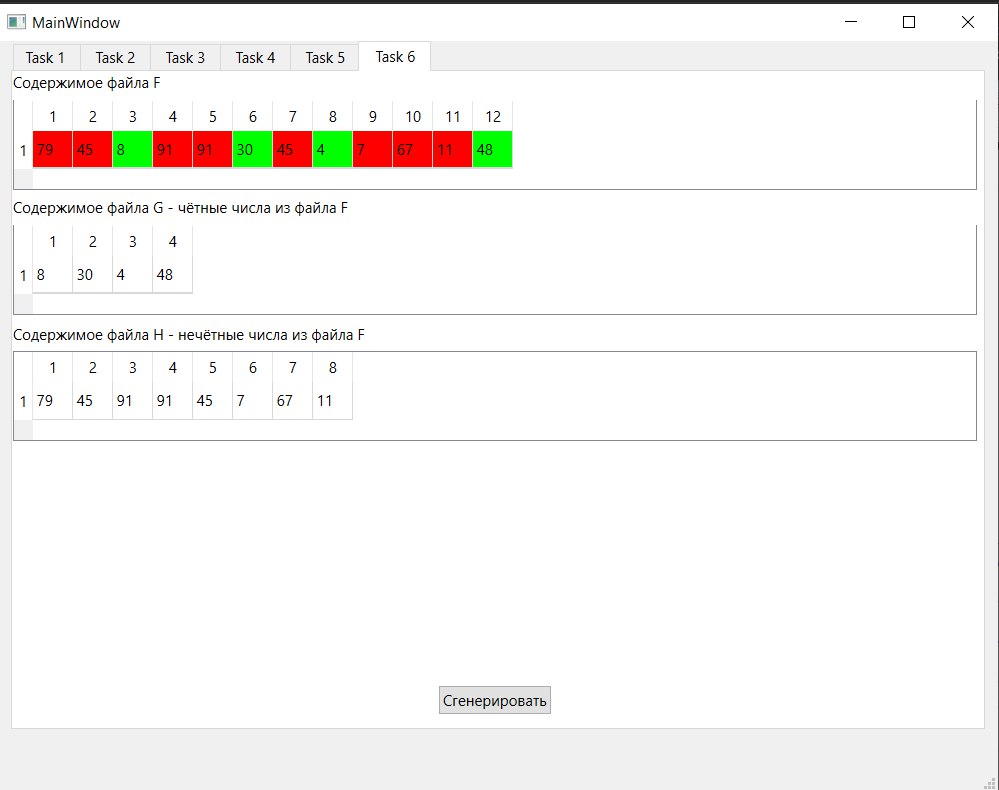 MainWindow
Task 1 Task 2 Task 3 Task 4 Task 5 Task 6
Содержимое файла F
1 2 3 4 5 6 7 8 9 10 11 12
1 79 45 8 91 91 30 45 4 7 67 11 48
Содержимое файла G - чётные числа из файла F
1 2 3 4
1 8 30 4 48
Содержимое файла H - нечётные числа из файла F
1 2 3 4 5 6 7 8
1 79 45 91 91 45 7 67 11
Сгенерировать